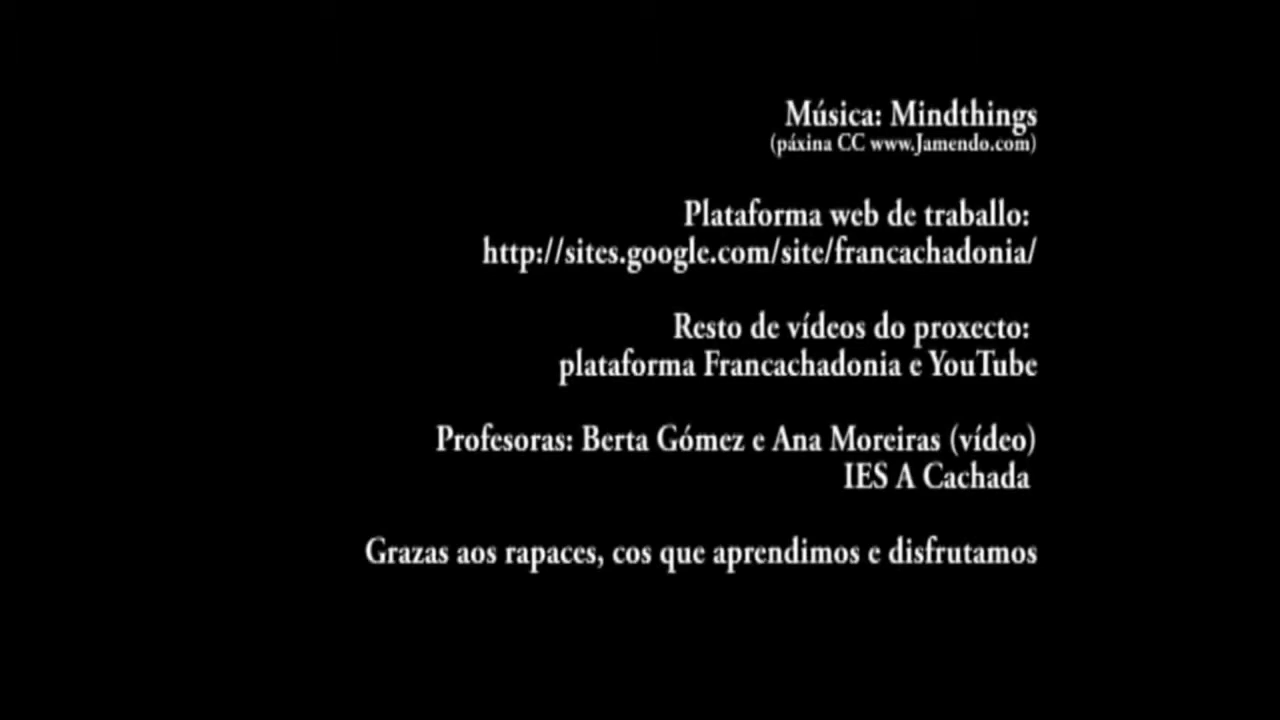 Música: Mindthings
(páxina CC www.Jamendo.com)
Plataforma web de traballo:
http://sites.google.com/site/francachadonia/
Resto de vídeos do proxecto:
plataforma Francachadonia e YouTube
Profesoras: Berta Gómez e Ana Moreiras (vídeo)
IES A Cachada
Grazas aos rapaces, cos que aprendimos e disfrutamos